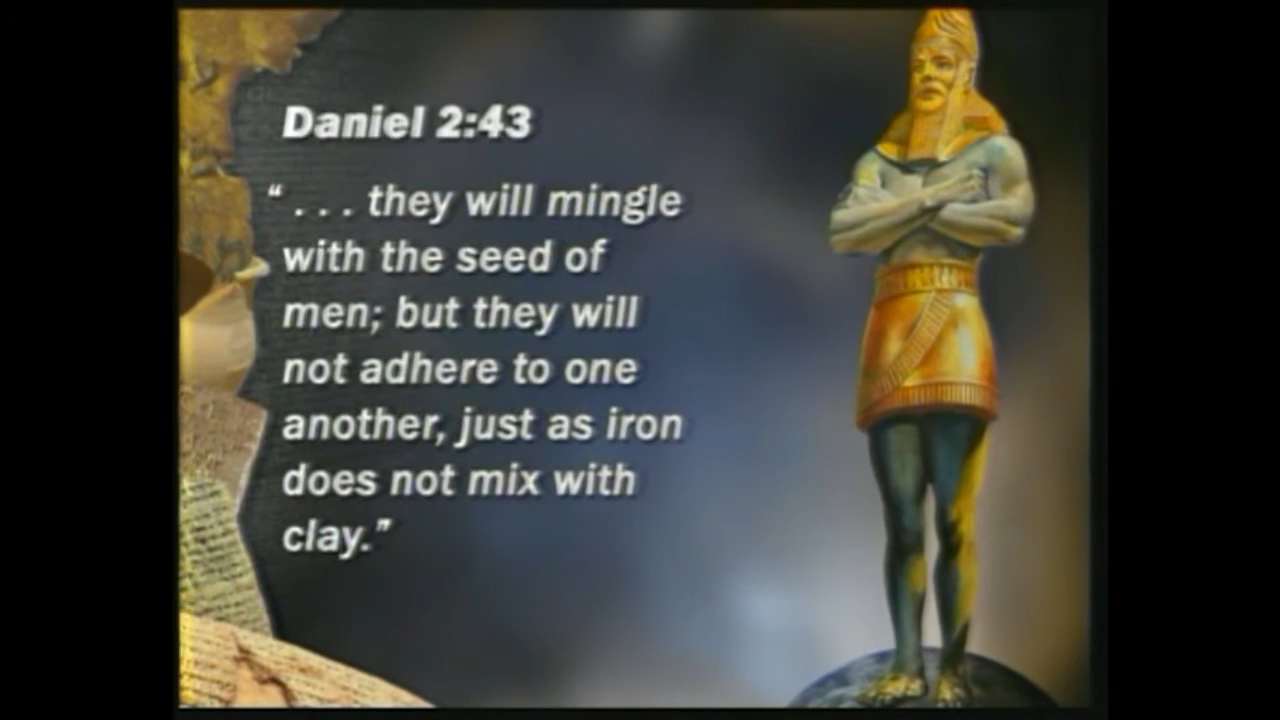 Daniel 2:43
“ . . . they will mingle
with the seed of
men; but they will
not adhere to one
another, just as iron
does not mix with
clay.”